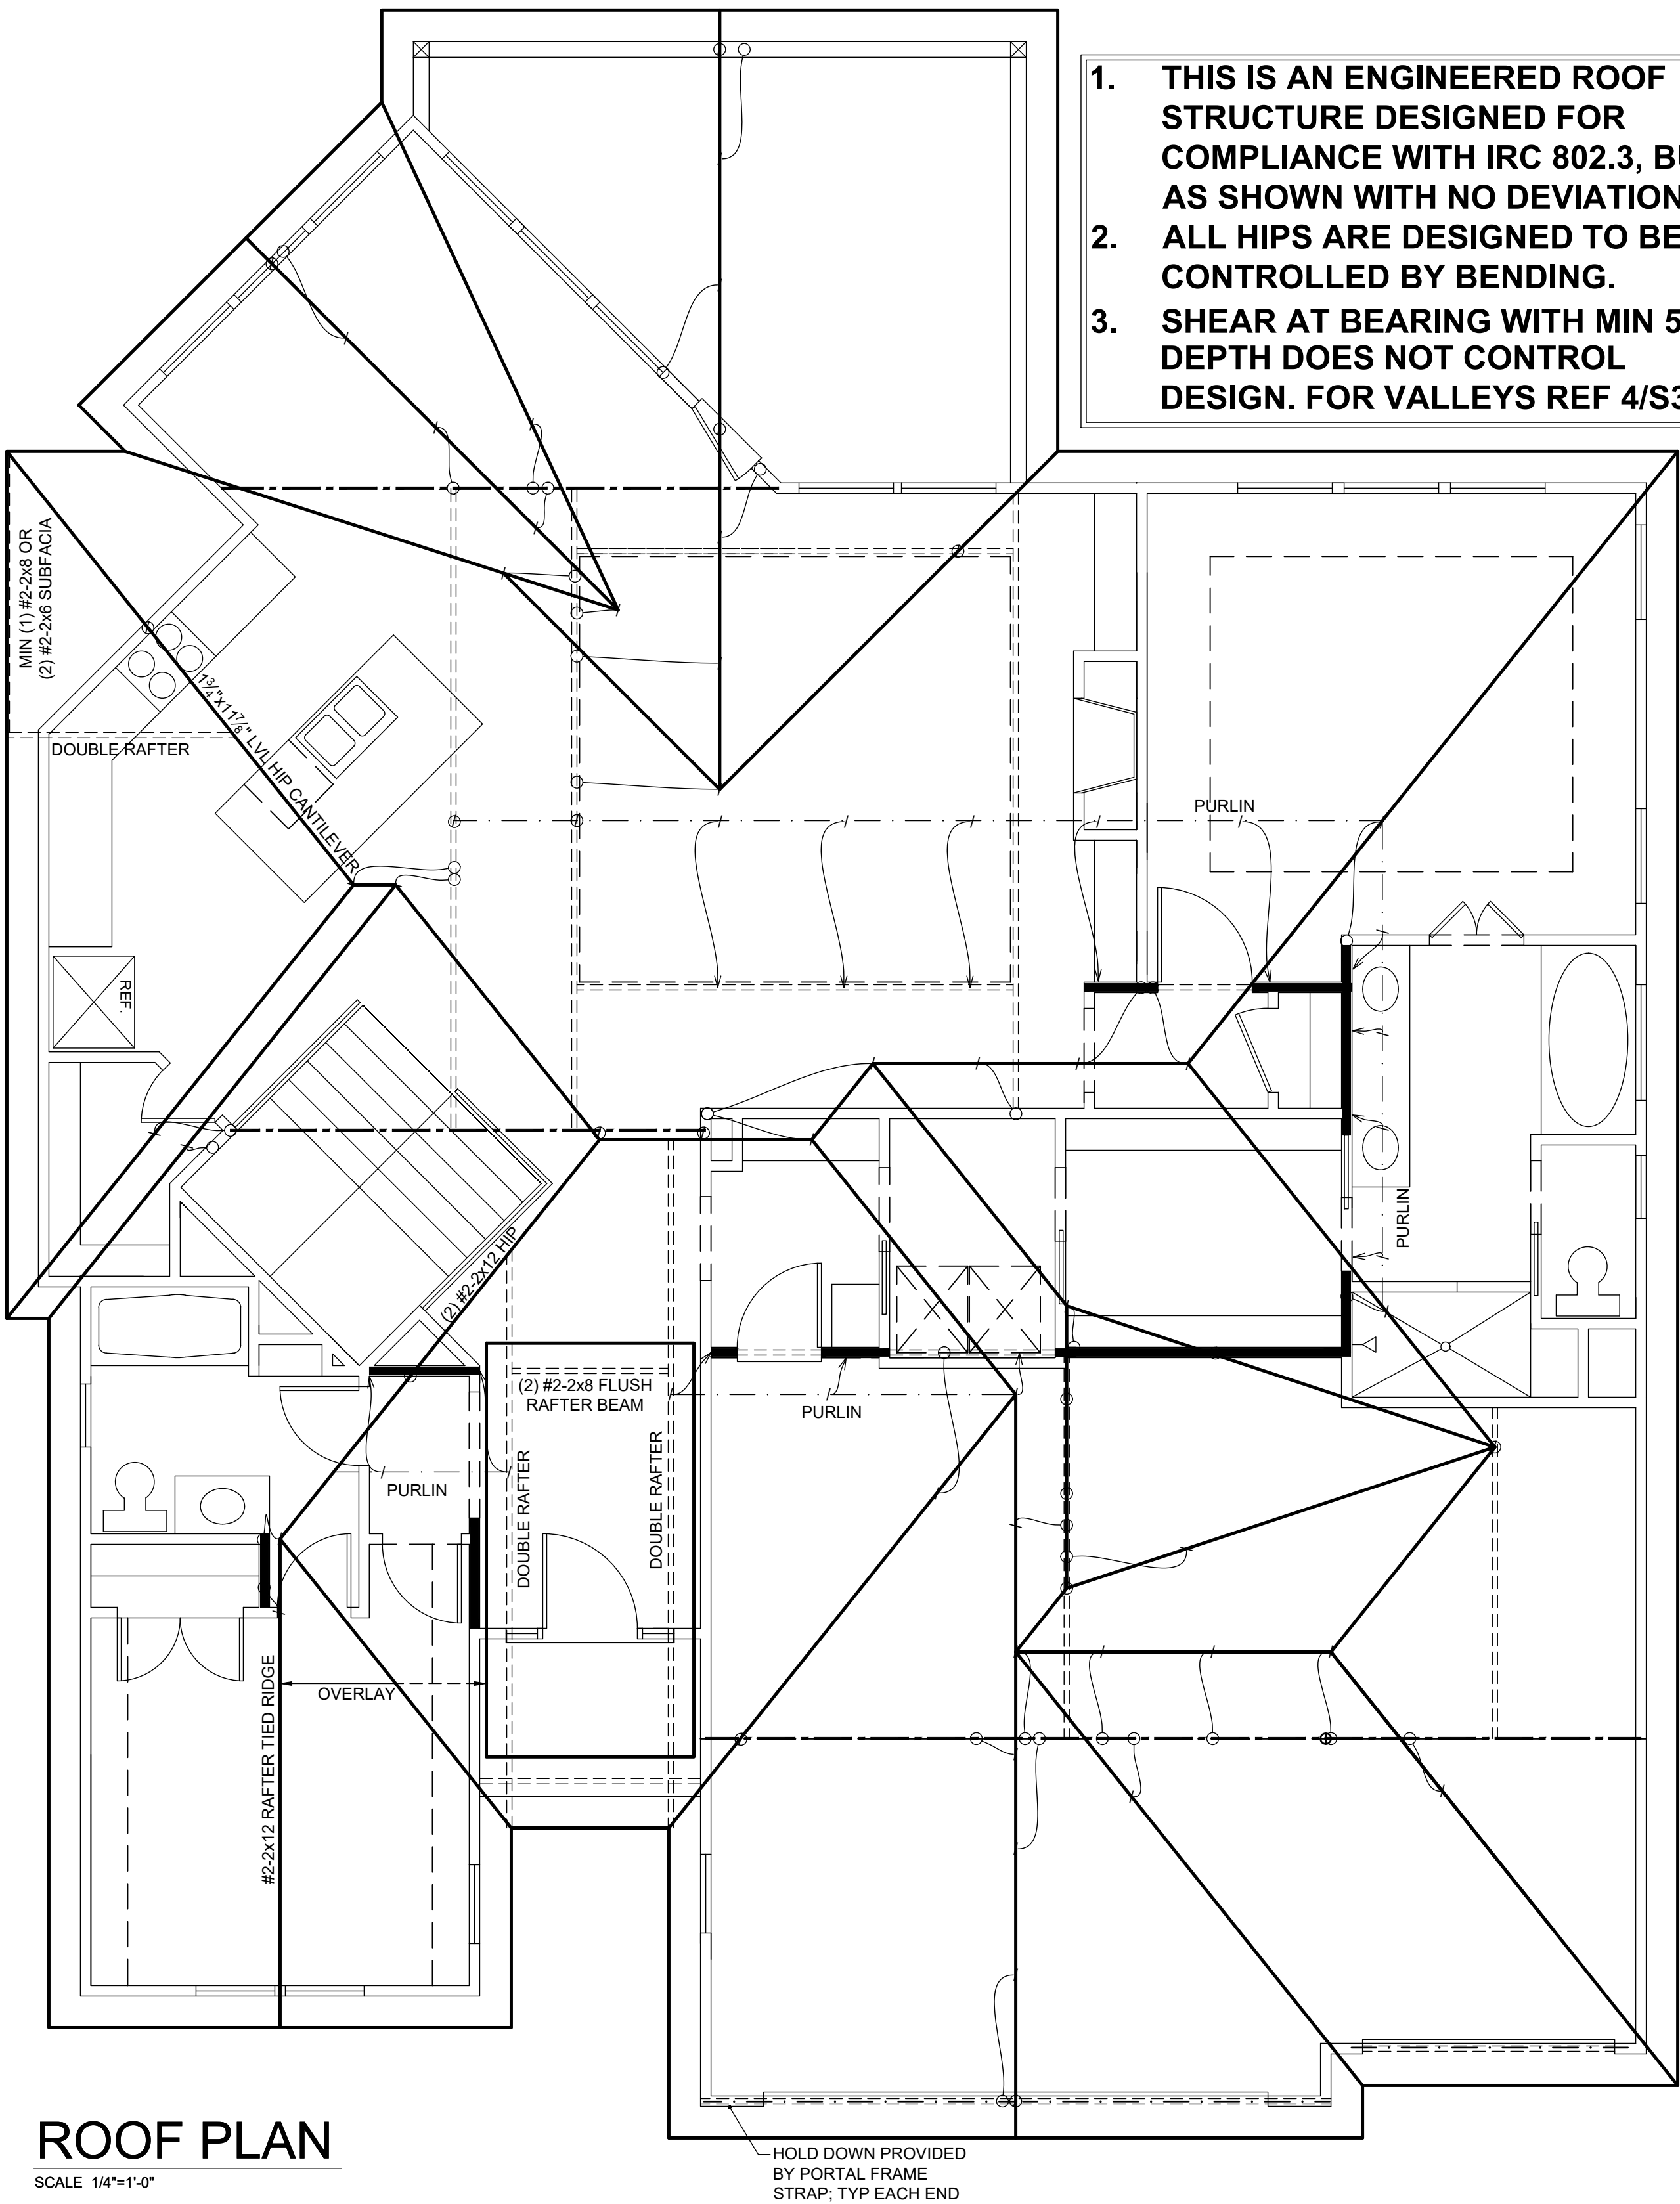 1. THIS IS AN ENGINEERED ROOF
STRUCTURE DESIGNED FOR
COMPLIANCE WITH IRC 802.3,
AS SHOWN WITH NO
2. ALL HIPS ARE DESIGNED TO BE
CONTROLLED BY BENDING.
3. SHEAR AT BEARING WITH MIN
DEPTH DOES NOT CONTROL
DESIGN. FOR VALLEYS REF
MIN (1) #2-2x8 OR
(2) #2-2x6 SUBFACIA
DOUBLE RAFTER
1¾"x11⅞" LVL HIP CANTILEVER
PURLIN
REF.
PURLIN
(2) #2-2x12 HIP
(2) #2-2x8 FLUSH
RAFTER BEAM
PURLIN
PURLIN
DOUBLE RAFTER
DOUBLE RAFTER
OVERLAY
#2-2x12 RAFTER TIED RIDGE
ROOF PLAN
SCALE 1/4"=1'-0"
HOLD DOWN PROVIDED
BY PORTAL FRAME
STRAP; TYP EACH END